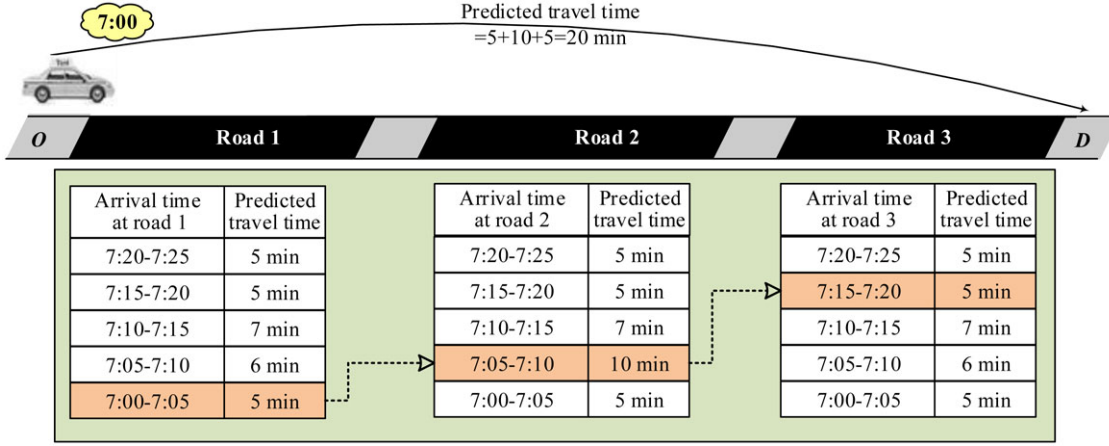 7:00
Predicted travel time
=5+10+5=20 min
Taxi
O
Road 1
Road 2
Road 3
D
Arrival time at road 1 Predicted travel time
7:20-7:25 5 min
7:15-7:20 5 min
7:10-7:15 7 min
7:05-7:10 6 min
7:00-7:05 5 min
Arrival time at road 2 Predicted travel time
7:20-7:25 5 min
7:15-7:20 5 min
7:10-7:15 7 min
7:05-7:10 10 min
7:00-7:05 5 min
Arrival time at road 3 Predicted travel time
7:20-7:25 5 min
7:15-7:20 5 min
7:10-7:15 7 min
7:05-7:10 6 min
7:00-7:05 5 min